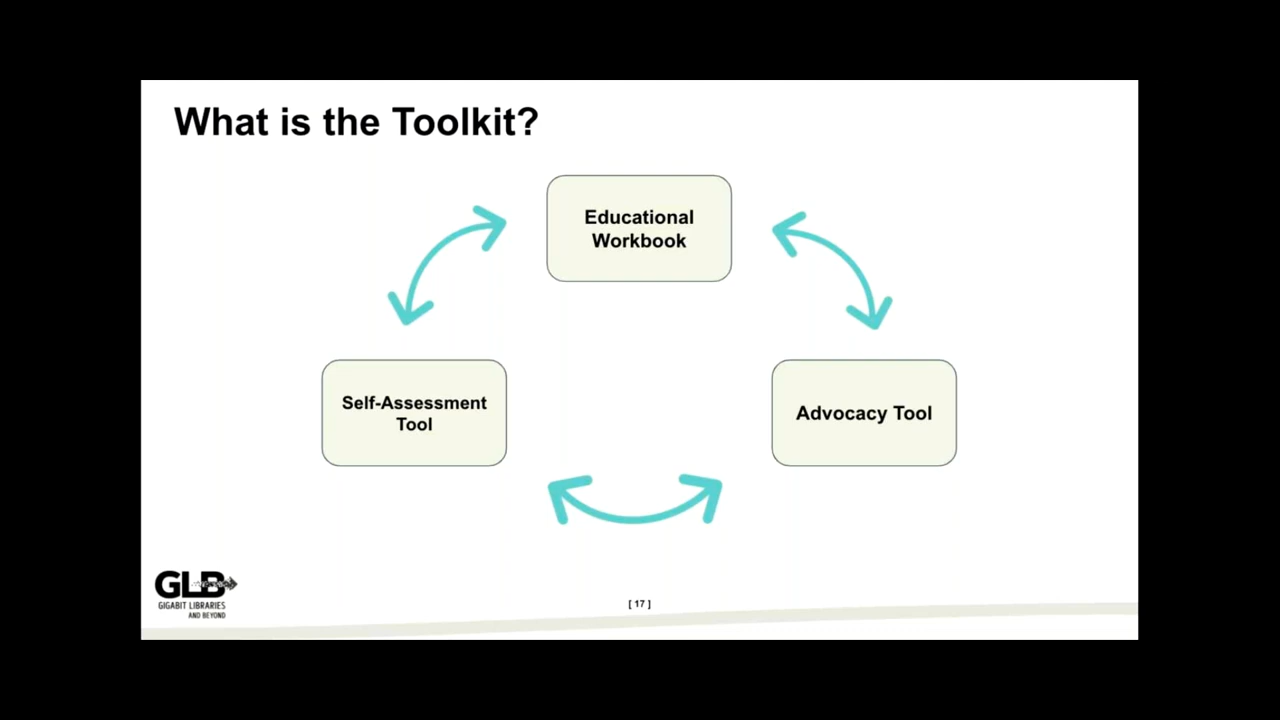 What is the Toolkit?
Educational
Workbook
Self-Assessment
Tool
Advocacy Tool
GLB
GIGABIT LIBRARIES
AND BEYOND
[ 17 ]